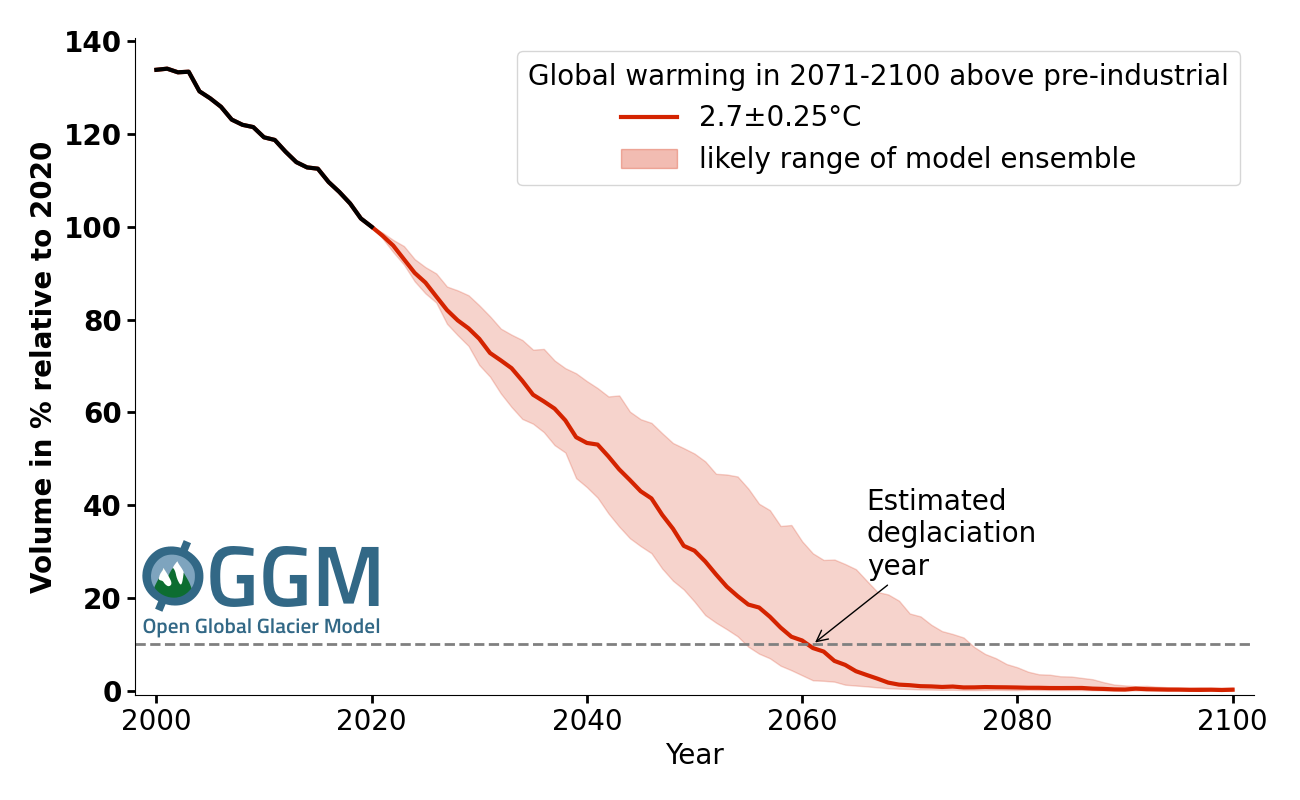 140
120
100
80
60
40
20
0
Volume in % relative to 2020
Global warming in 2071-2100 above pre-industrial
2.7±0.25°C
likely range of model ensemble
Estimated
deglaciation
year
OGGM
Open Global Glacier Model
2000
2020
2040
2060
2080
2100
Year